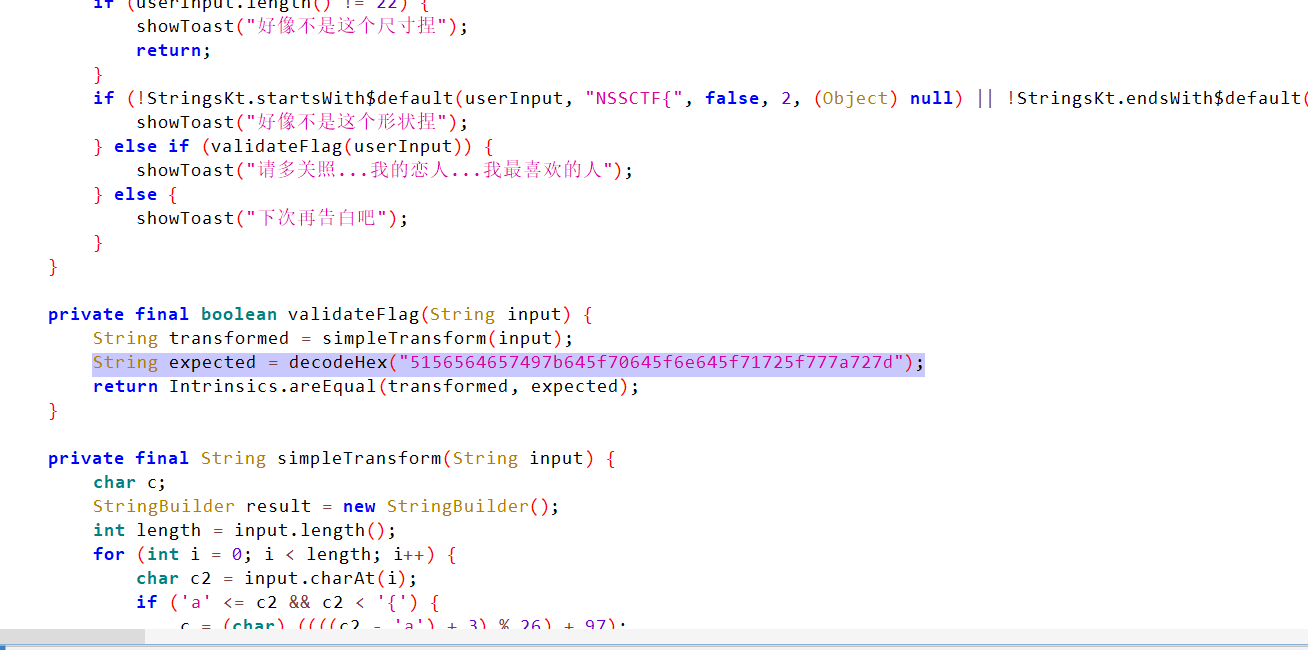 if (userInput.length() != 22) {
showToast("好像不是这个尺寸捏");
return;
}
if (!StringsKt.startsWith$default(userInput, "NSSCTF{", false, 2, (Object) null) || !StringsKt.endsWith$default(
showToast("好像不是这个形状捏");
} else if (validateFlag(userInput)) {
showToast("请多关照...我的恋人...我最喜欢的人");
} else {
showToast("下次再告白吧");
}
}
private final boolean validateFlag(String input) {
String transformed = simpleTransform(input);
String expected = decodeHex("5156564657497b645f70645f6e645f71725f777a727d");
return Intrinsics.areEqual(transformed, expected);
}
private final String simpleTransform(String input) {
char c;
StringBuilder result = new StringBuilder();
int length = input.length();
for (int i = 0; i < length; i++) {
char c2 = input.charAt(i);
if ('a' <= c2 && c2 < '{') {
c = (char) ((((c2 - 'a') + 3) % 26) + 97);